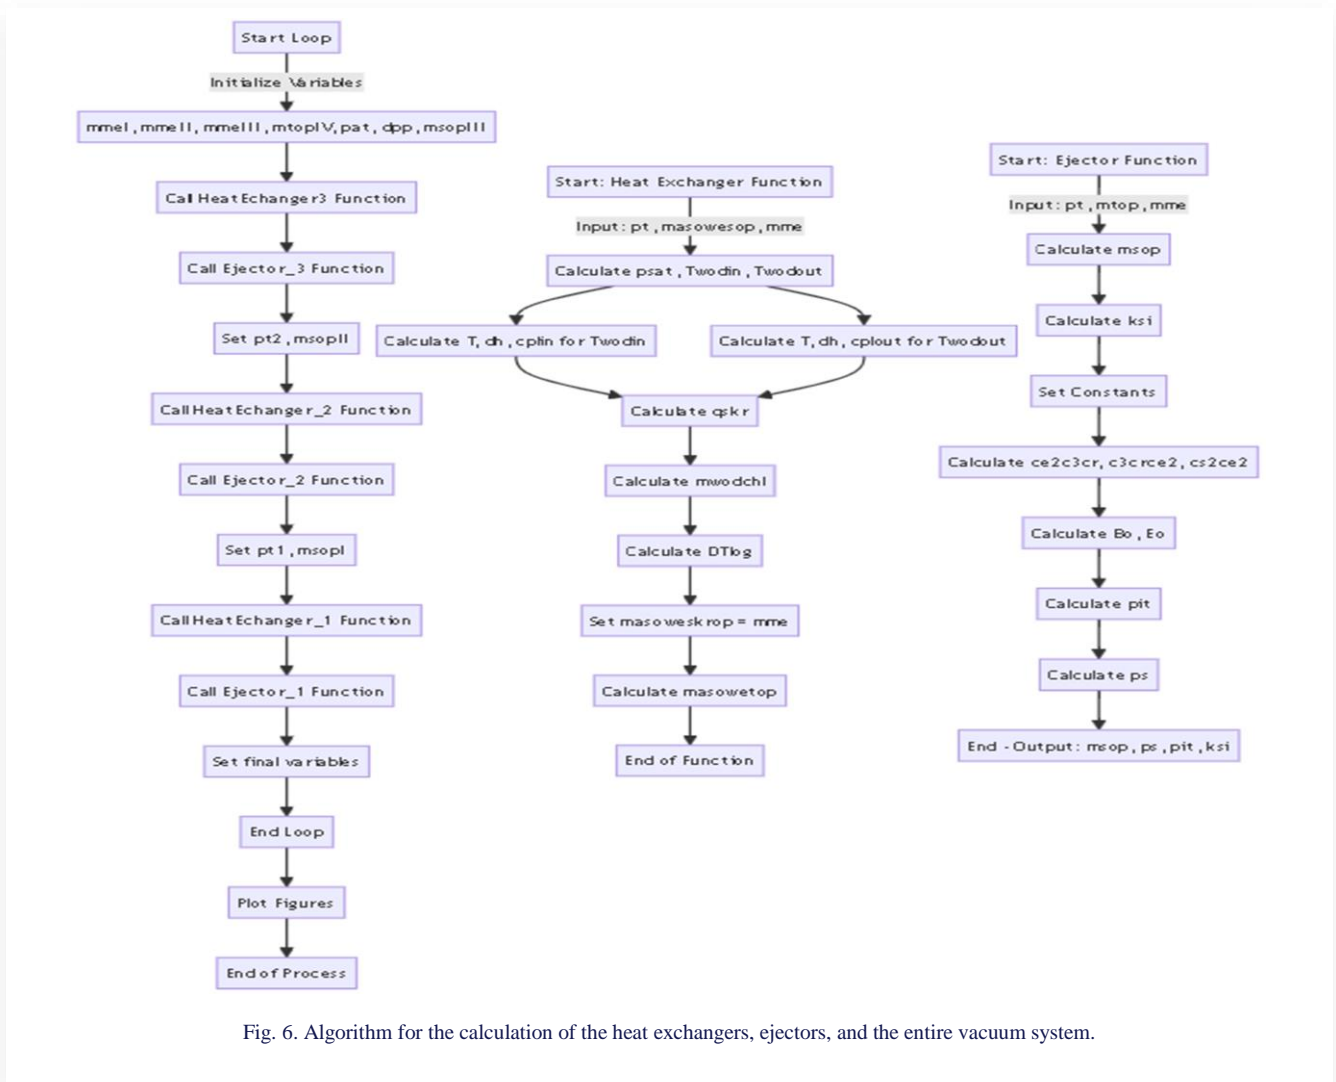 Start Loop
Initialize Variables
mmeI, mmeII, mmeIII, mtopIV, pat, dpp, msopIII
Call HeatEchanger3 Function
Call Ejector_3 Function
Set pt2, msopII
Call HeatEchanger_2 Function
Call Ejector_2 Function
Set pt1, msopI
Call HeatEchanger_1 Function
Call Ejector_1 Function
Set final variables
End Loop
Plot Figures
End of Process
Start: Heat Exchanger Function
Input: pt, masowesop, mme
Calculate psat, Twodin, Twodout
Calculate T, dh, cplin for Twodin
Calculate T, dh, cplout for Twodout
Calculate qskr
Calculate mwodchl
Calculate DTlog
Set masoweskrop = mme
Calculate masowetop
End of Function
Start: Ejector Function
Input: pt, mtop, mme
Calculate msop
Calculate ksi
Set Constants
Calculate ce2c3cr, c3crce2, cs2ce2
Calculate Bo, Eo
Calculate pit
Calculate ps
End - Output: msop, ps, pit, ksi
Fig. 6. Algorithm for the calculation of the heat exchangers, ejectors, and the entire vacuum system.